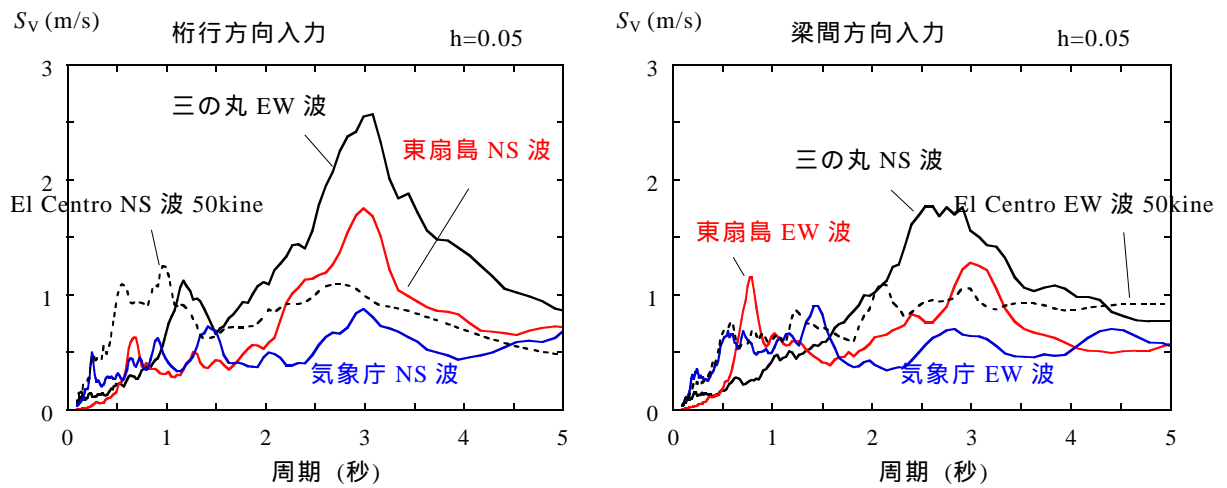 S_V (m/s)
桁行方向入力
h=0.05
3
三の丸 EW 波
東扇島 NS 波
2
El Centro NS 波 50kine
1
気象庁 NS 波
0
0 1 2 3 4 5
周期 (秒)
S_V (m/s)
梁間方向入力
h=0.05
3
三の丸 NS 波
2
El Centro EW 波 50kine
東扇島 EW 波
1
気象庁 EW 波
0
0 1 2 3 4 5
周期 (秒)